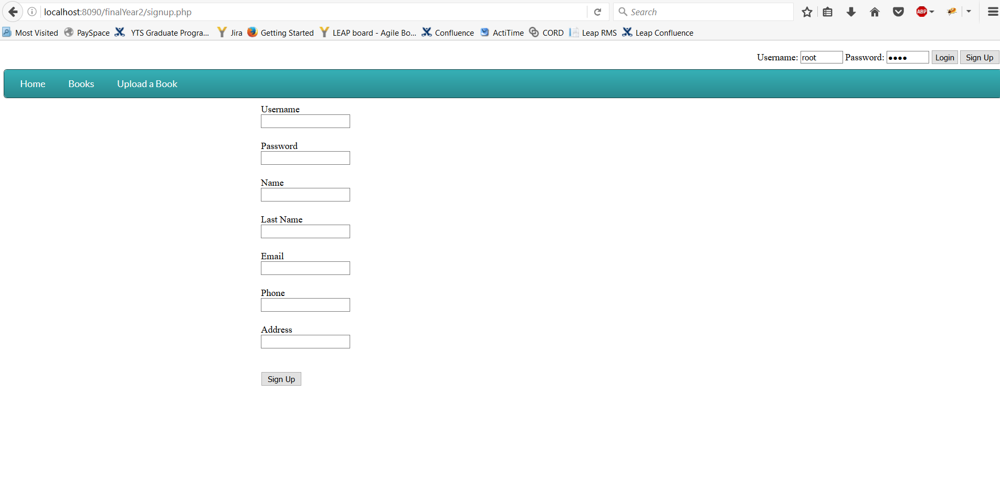 localhost:8090/finalYear2/signup.php Search ABP
Most Visited PaySpace YTS Graduate Progra... Jira Getting Started LEAP board - Agile Bo... Confluence ActiTime CORD Leap RMS Leap Confluence
Username: root Password: ●●●● Login Sign Up
Home Books Upload a Book
Username
Password
Name
Last Name
Email
Phone
Address
Sign Up